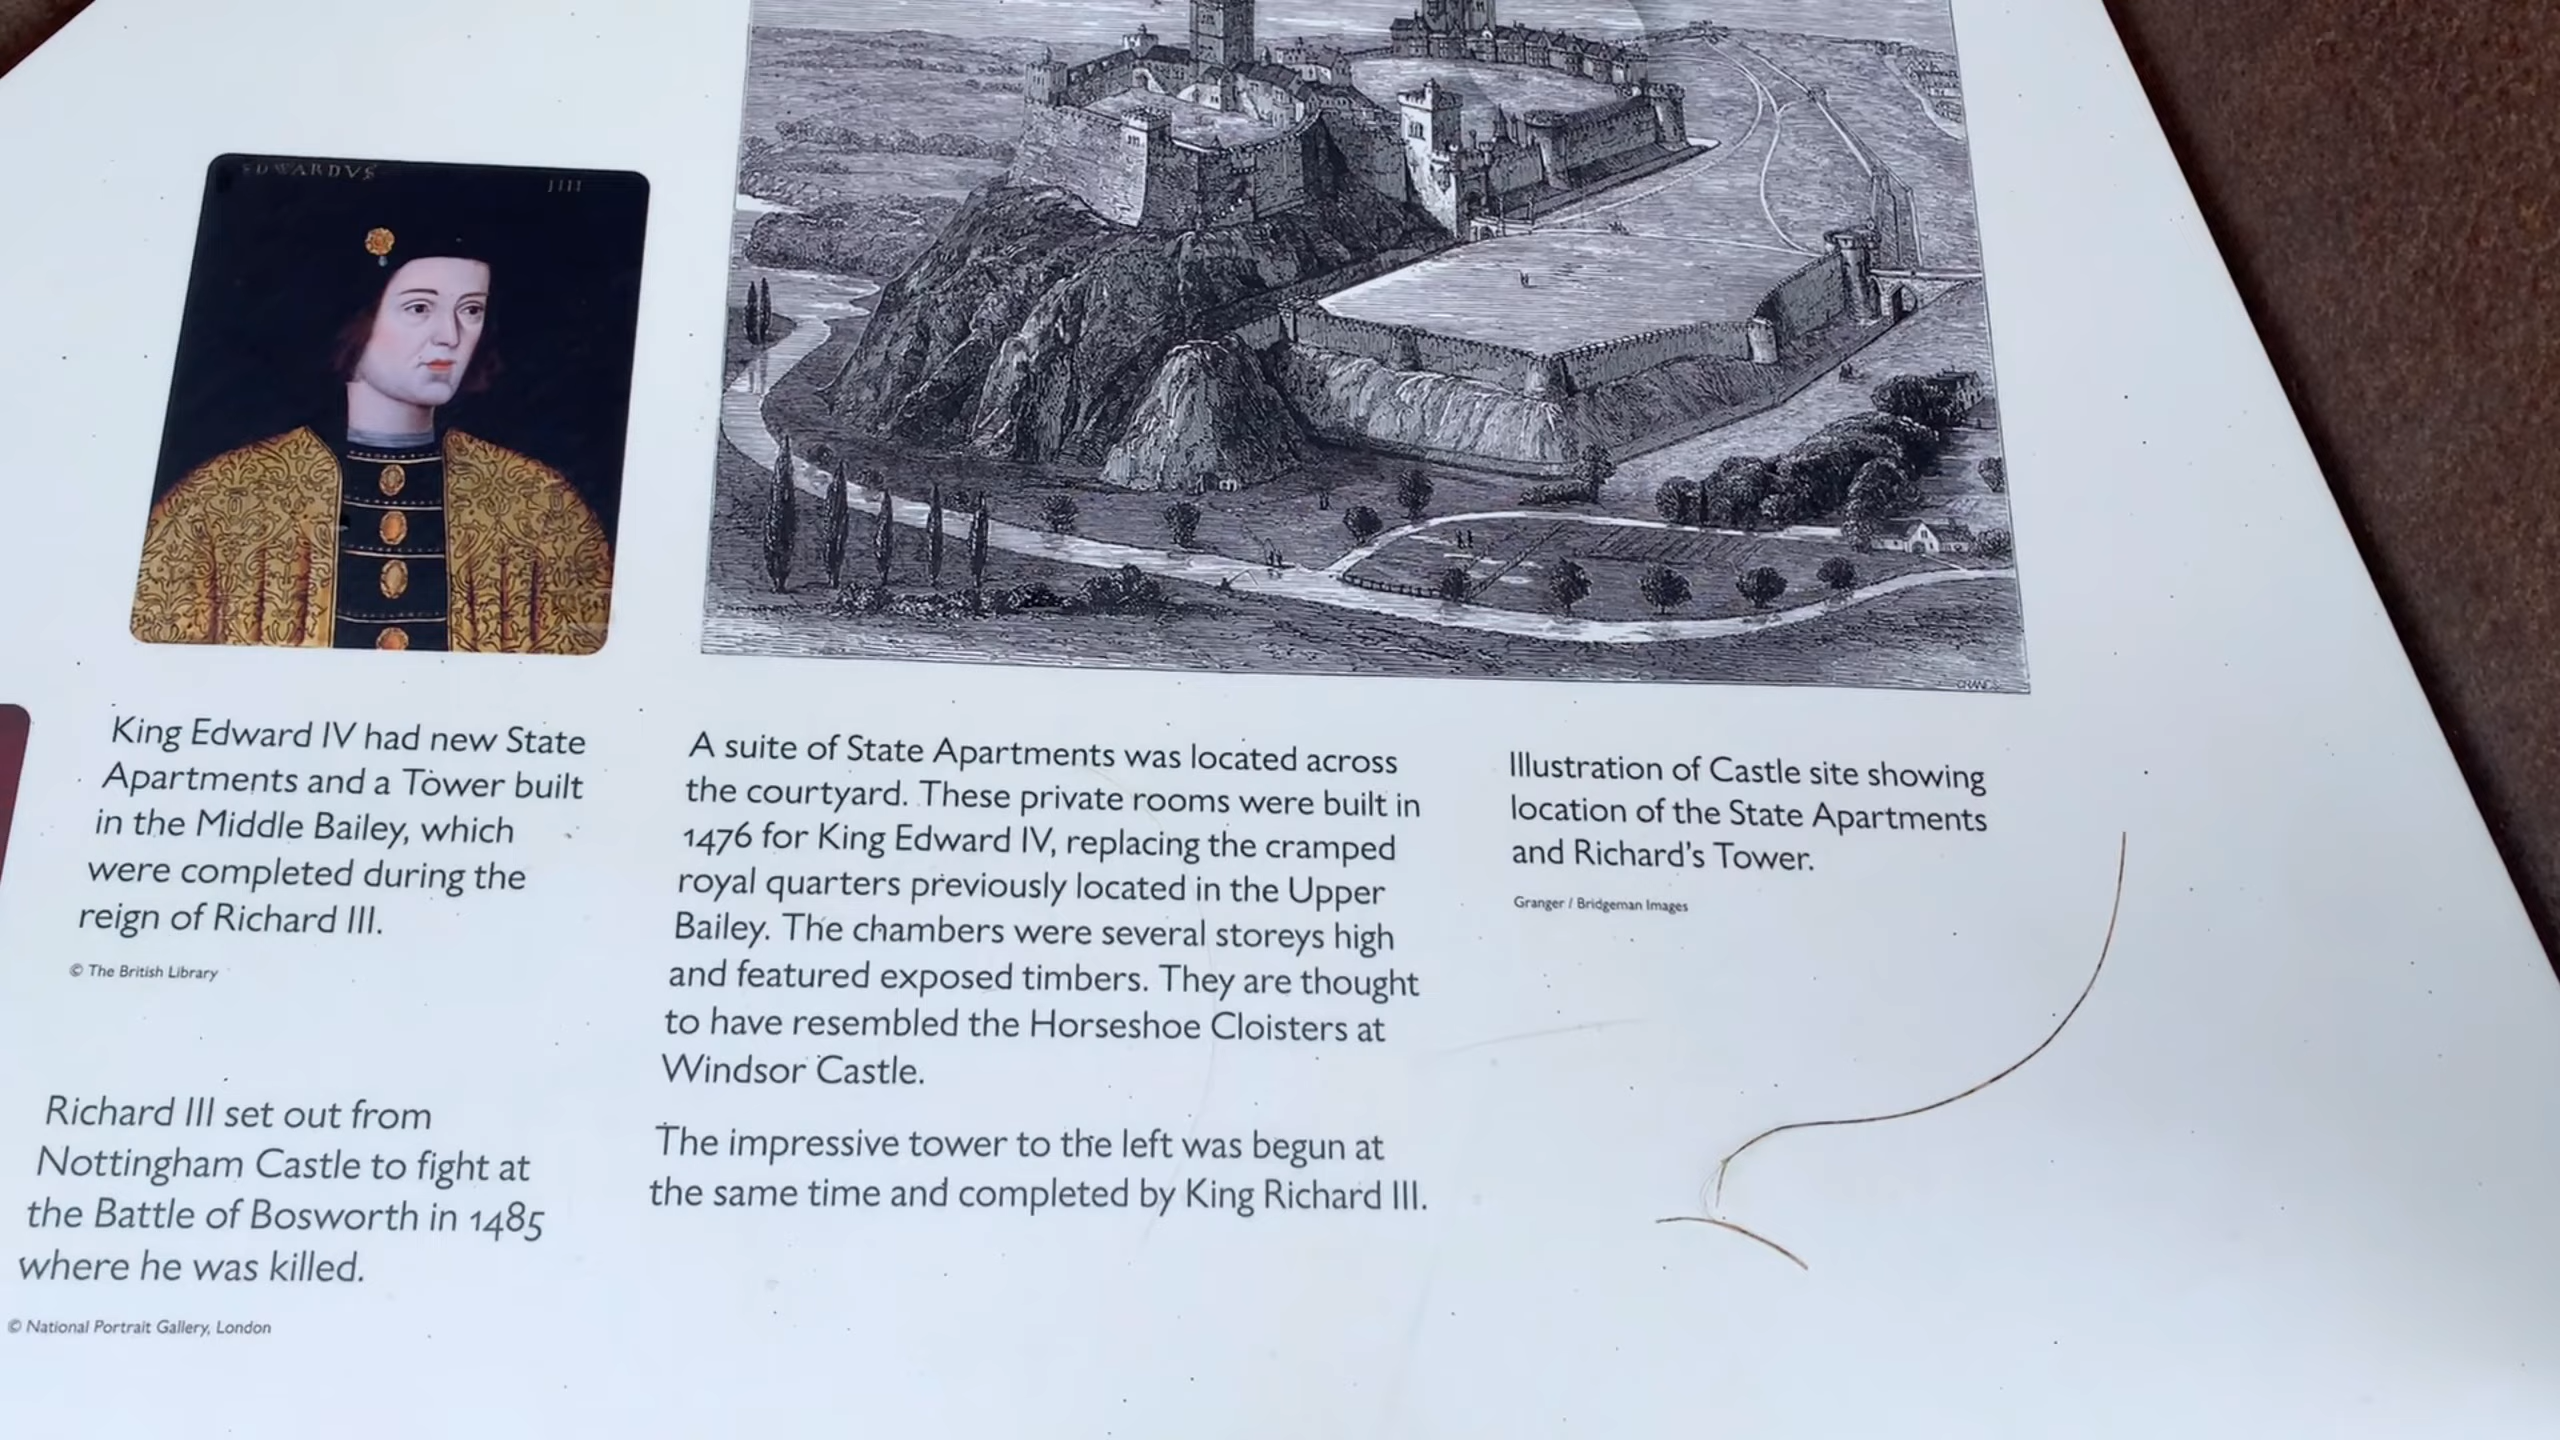 EDWARDVS IIII
King Edward IV had new State
Apartments and a Tower built
in the Middle Bailey, which
were completed during the
reign of Richard III.
© The British Library
Richard III set out from
Nottingham Castle to fight at
the Battle of Bosworth in 1485
where he was killed.
© National Portrait Gallery, London
A suite of State Apartments was located across
the courtyard. These private rooms were built in
1476 for King Edward IV, replacing the cramped
royal quarters previously located in the Upper
Bailey. The chambers were several storeys high
and featured exposed timbers. They are thought
to have resembled the Horseshoe Cloisters at
Windsor Castle.
The impressive tower to the left was begun at
the same time and completed by King Richard III.
Illustration of Castle site showing
location of the State Apartments
and Richard's Tower.
Granger / Bridgeman Images